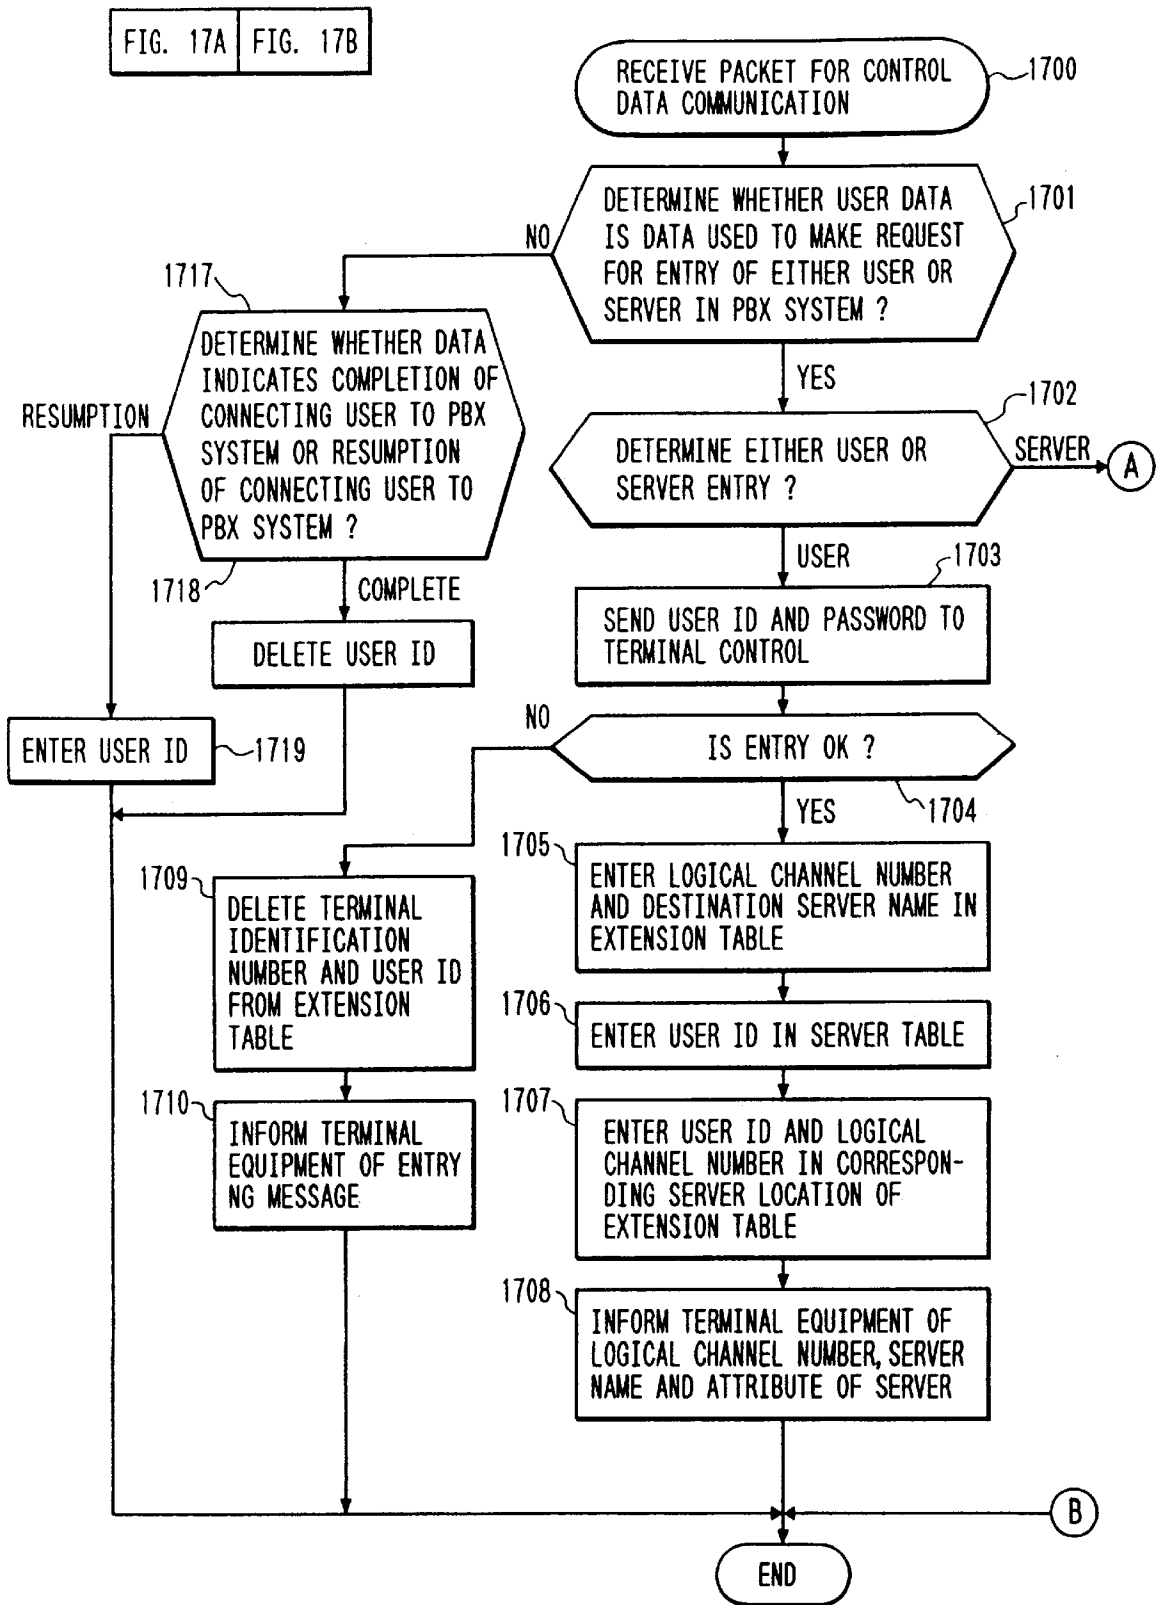 FIG. 17A FIG. 17B
RECEIVE PACKET FOR CONTROL
DATA COMMUNICATION
1700
DETERMINE WHETHER USER DATA
IS DATA USED TO MAKE REQUEST
FOR ENTRY OF EITHER USER OR
SERVER IN PBX SYSTEM ?
1701
NO
YES
1717
DETERMINE WHETHER DATA
INDICATES COMPLETION OF
CONNECTING USER TO PBX
SYSTEM OR RESUMPTION
OF CONNECTING USER TO
PBX SYSTEM ?
RESUMPTION
1702
DETERMINE EITHER USER OR
SERVER ENTRY ?
SERVER
A
USER
1718
COMPLETE
DELETE USER ID
1703
SEND USER ID AND PASSWORD TO
TERMINAL CONTROL
ENTER USER ID
1719
NO
IS ENTRY OK ?
1704
YES
1705
ENTER LOGICAL CHANNEL NUMBER
AND DESTINATION SERVER NAME IN
EXTENSION TABLE
1709
DELETE TERMINAL
IDENTIFICATION
NUMBER AND USER ID
FROM EXTENSION
TABLE
1706
ENTER USER ID IN SERVER TABLE
1710
INFORM TERMINAL
EQUIPMENT OF ENTRY
NG MESSAGE
1707
ENTER USER ID AND LOGICAL
CHANNEL NUMBER IN CORRESPON-
DING SERVER LOCATION OF
EXTENSION TABLE
1708
INFORM TERMINAL EQUIPMENT OF
LOGICAL CHANNEL NUMBER, SERVER
NAME AND ATTRIBUTE OF SERVER
B
END